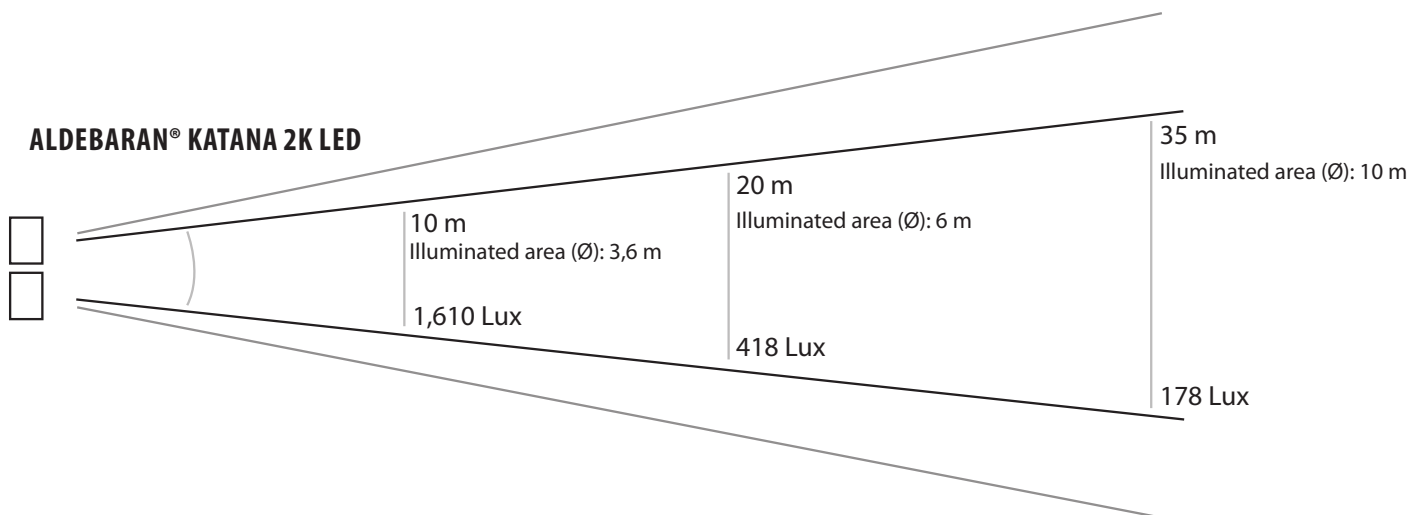 ALDEBARAN® KATANA 2K LED
10 m
Illuminated area (Ø): 3,6 m
1,610 Lux
20 m
Illuminated area (Ø): 6 m
418 Lux
35 m
Illuminated area (Ø): 10 m
178 Lux